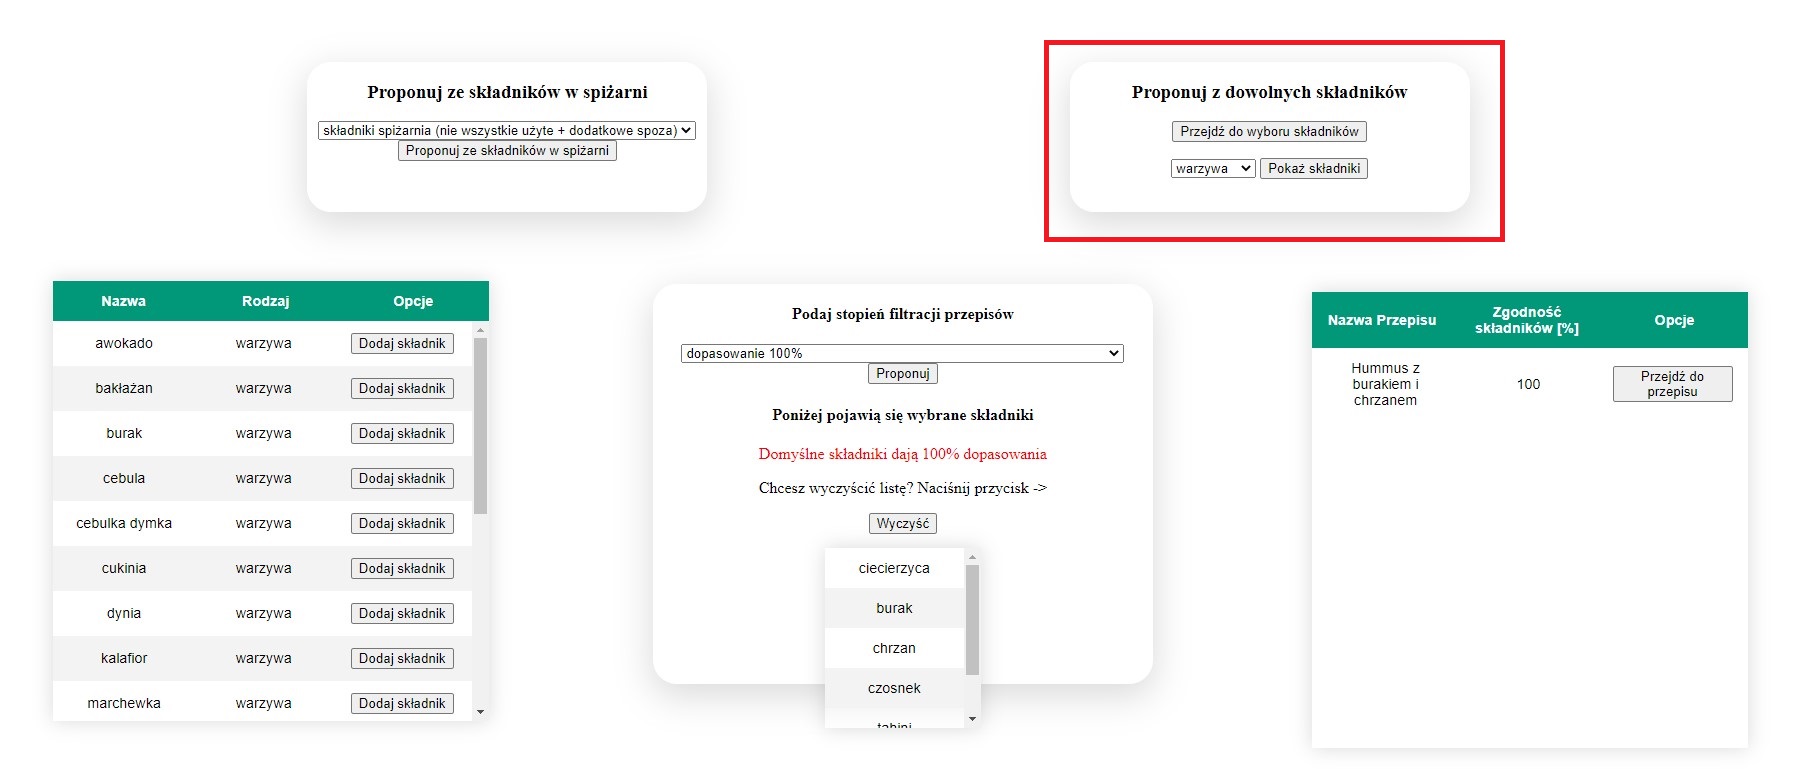 Proponuj ze składników w spiżarni
składniki spiżarnia (nie wszystkie użyte + dodatkowe spoza)
Proponuj ze składników w spiżarni
Proponuj z dowolnych składników
Przejdź do wyboru składników
warzywa Pokaż składniki
Nazwa Rodzaj Opcje
awokado warzywa Dodaj składnik
bakłażan warzywa Dodaj składnik
burak warzywa Dodaj składnik
cebula warzywa Dodaj składnik
cebulka dymka warzywa Dodaj składnik
cukinia warzywa Dodaj składnik
dynia warzywa Dodaj składnik
kalafior warzywa Dodaj składnik
marchewka warzywa Dodaj składnik
Podaj stopień filtracji przepisów
dopasowanie 100%
Proponuj
Poniżej pojawią się wybrane składniki
Domyślne składniki dają 100% dopasowania
Chcesz wyczyścić listę? Naciśnij przycisk ->
Wyczyść
ciecierzyca
burak
chrzan
czosnek
tahini
Nazwa Przepisu Zgodność składników [%] Opcje
Hummus z
burakiem i 100 Przejdź do
chrzanem przepisu